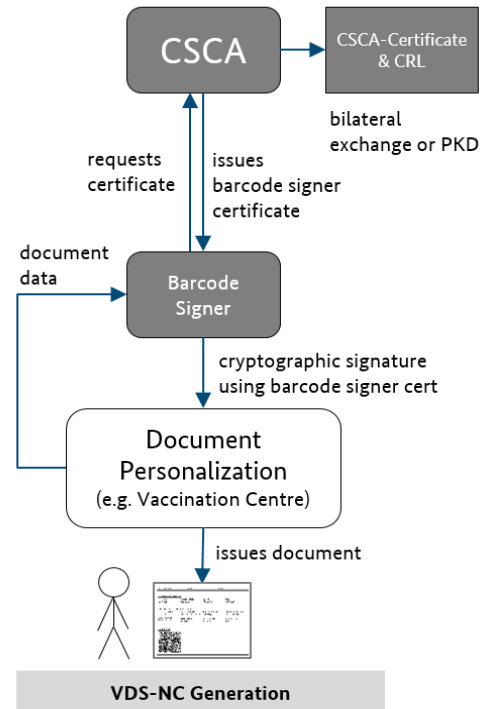 CSCA
CSCA-Certificate
& CRL
bilateral
exchange or PKD
requests
certificate
issues
barcode signer
certificate
document
data
Barcode
Signer
cryptographic signature
using barcode signer cert
Document
Personalization
(e.g. Vaccination Centre)
issues document
VDS-NC Generation